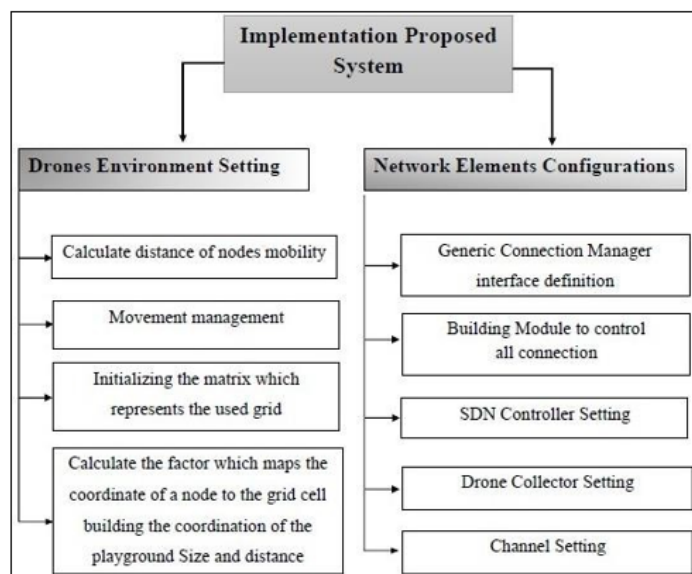 Implementation Proposed
System
Drones Environment Setting
Calculate distance of nodes mobility
Movement management
Initializing the matrix which
represents the used grid
Calculate the factor which maps the
coordinate of a node to the grid cell
building the coordination of the
playground Size and distance
Network Elements Configurations
Generic Connection Manager
interface definition
Building Module to control
all connection
SDN Controller Setting
Drone Collector Setting
Channel Setting